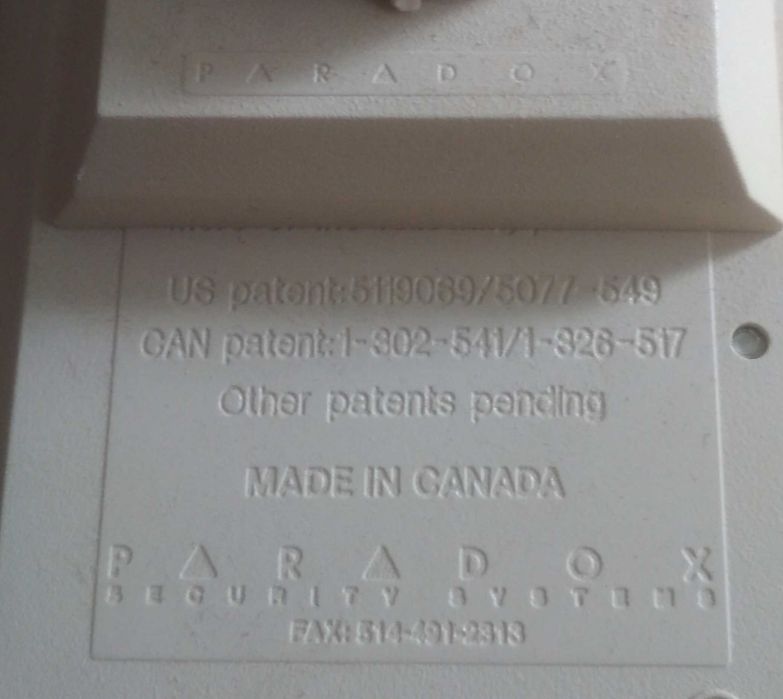 PARADOX
US patent:5119069/5077-549
CAN patent:1-302-541/1-326-517
Other patents pending
MADE IN CANADA
PARADOX
SECURITY SYSTEMS
FAX: 514-491-2313